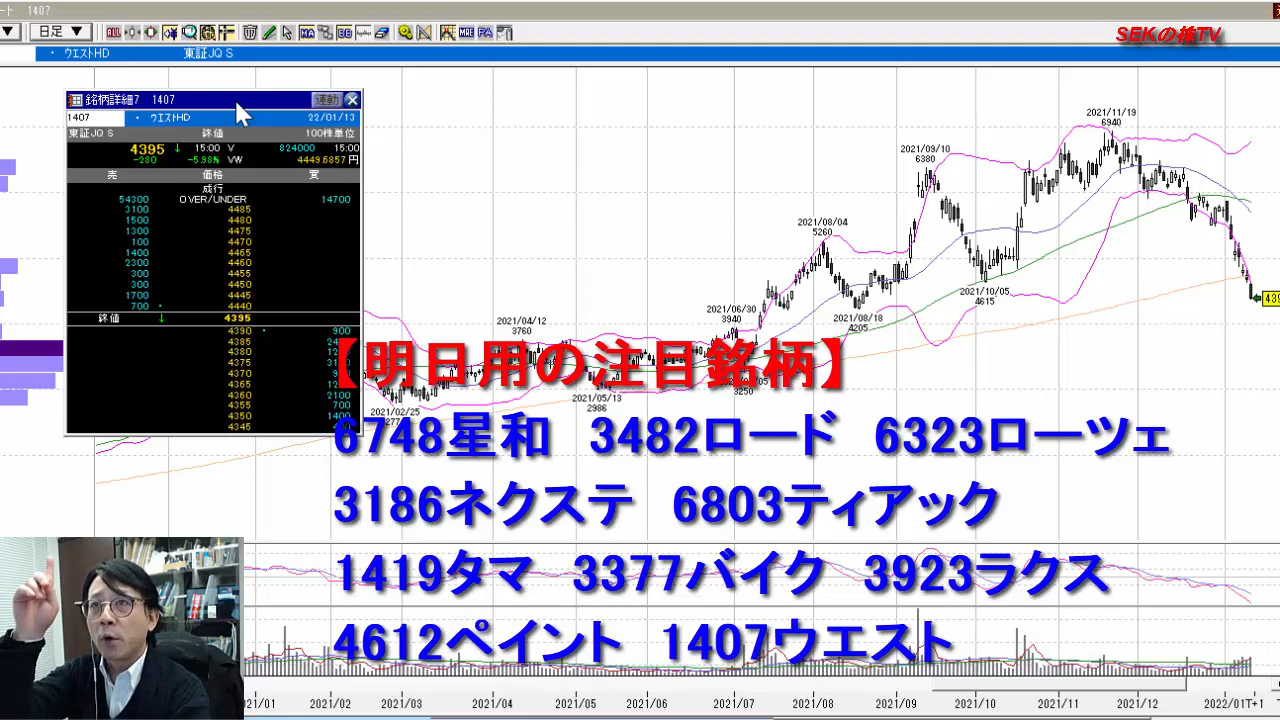 1407
日足 ▼
SEKの株TV
・ ウエストHD 東証JQ S
銘柄詳細7 1407 連動
1407 ・ ウエストHD 22/01/13
東証JQ S 終値 100株単位
4395 ↓ 15:00 V 824000 15:00
-280 -5.98% VW 4449.6857 円
売 価格 買
成行
54300 OVER/UNDER 14700
3100 4485
1500 4480
1300 4475
100 4470
1400 4465
2300 4460
300 4455
300 4450
1700 4445
700 4440
終値 ↓ 4395
4390 900
4385
4380
4375
4370
4365
4360 2100
4355 700
4350 1400
4345
2021/11/19
6940
2021/09/10
6380
2021/08/04
5260
2021/10/05
4615
2021/06/30
3940
2021/08/18
4205
2021/04/12
3760
3250
2021/05/13
2986
2021/02/25
【明日用の注目銘柄】
6748星和 3482ロード 6323ローツェ
3186ネクステ 6803ティアック
1419タマ 3377バイク 3923ラクス
4612ペイント 1407ウエスト
2021/02 2021/03 2021/04 2021/05 2021/06 2021/07 2021/08 2021/09 2021/10 2021/11 2021/12 2022/01T+1